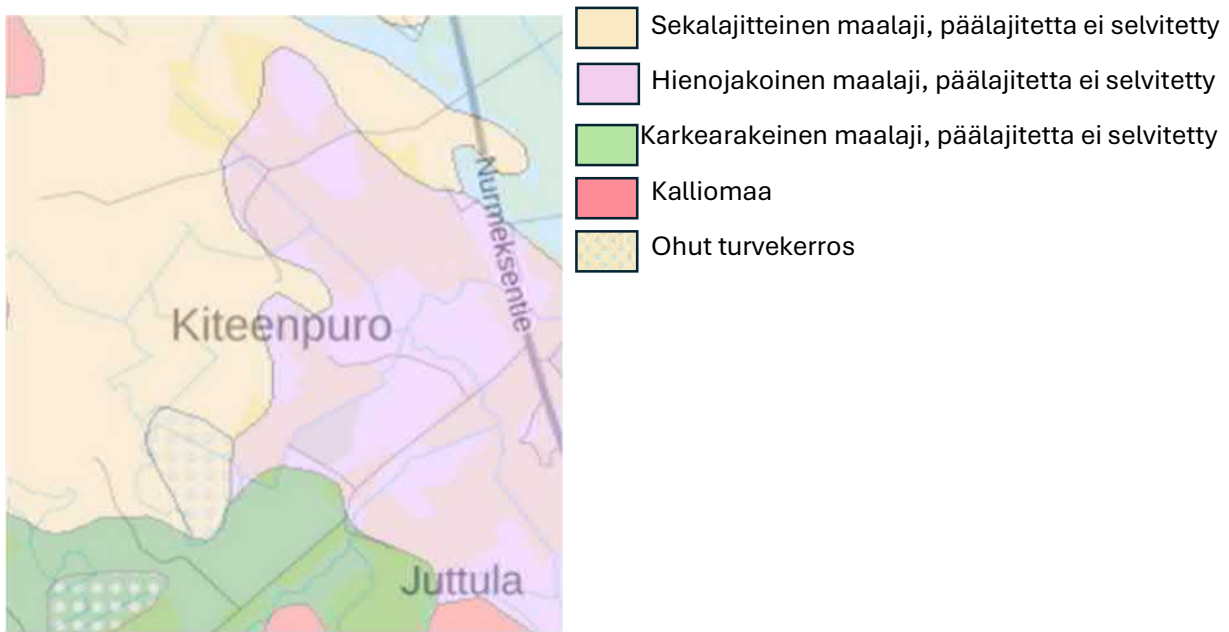 Sekalajitteinen maalaji, päälajitetta ei selvitetty
Hienojakoinen maalaji, päälajitetta ei selvitetty
Karkearakeinen maalaji, päälajitetta ei selvitetty
Kalliomaa
Ohut turvekerros
Nurmeksentie
Kiteenpuro
Juttula